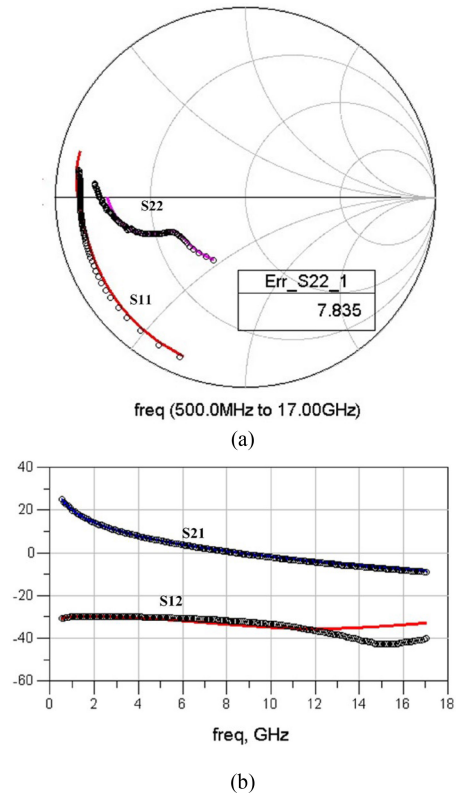 S22
S11
Err_S22_1
7.835
freq (500.0MHz to 17.00GHz)
(a)
40
20
0
-20
-40
-60
S21
S12
0 2 4 6 8 10 12 14 16 18
freq, GHz
(b)